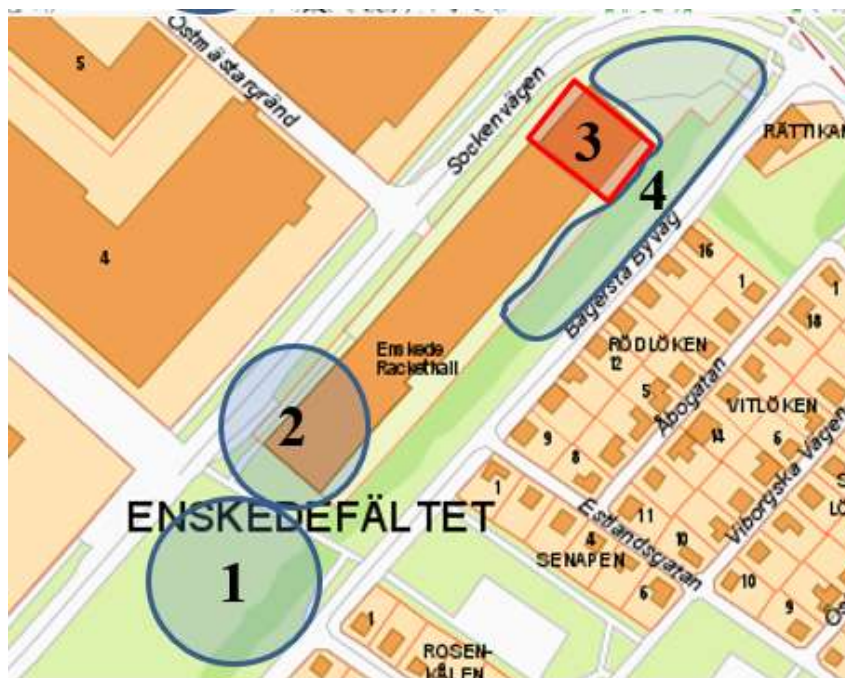 Östmästargränd
5
Sockenvägen
3
4
RÄTTIKAN
4
Bägersta Byväg
16
1
1
18
RÖDLÖKEN
12
Enskede
Rackethall
5
Åbogatan
VITLÖKEN
14
6
2
9
8
Viborgska Vägen
1
ENSKEDEFÄLTET
11
Estlandsgatan
4
10
SENAPEN
1
6
10
9
1
ROSEN-
KÅLEN